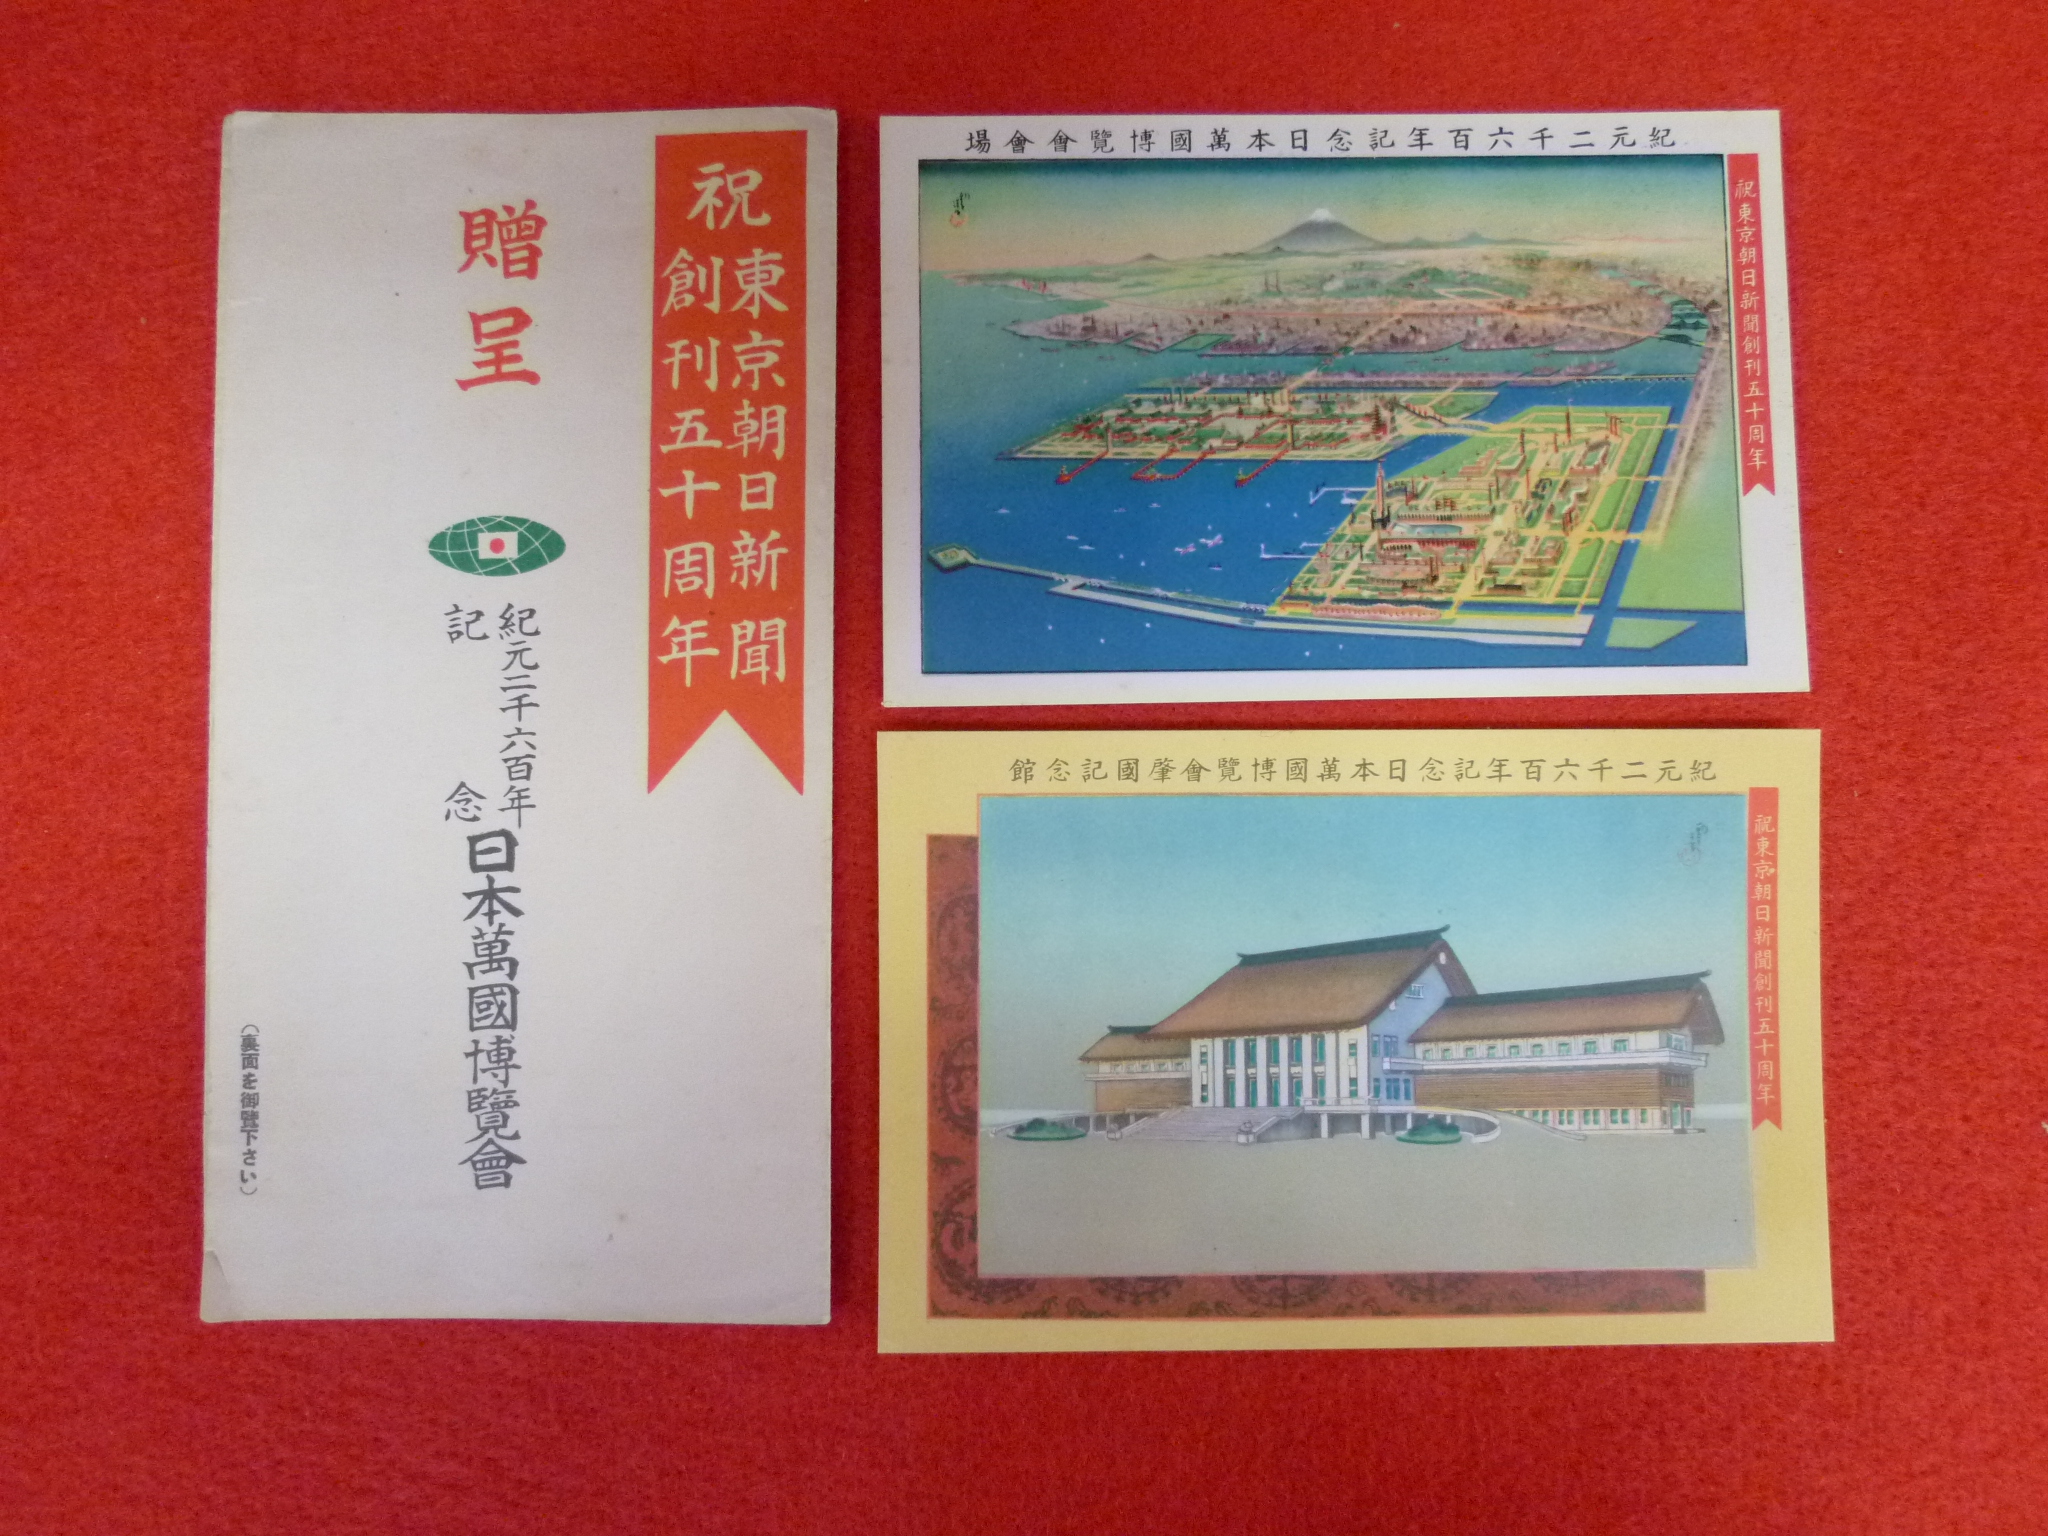 祝
東京朝日新聞
創刊五十周年
贈呈
紀元二千六百年
記念
日本萬國博覽會
（裏面を御覽下さい）
紀元二千六百年記念日本萬國博覽會會場
祝東京朝日新聞創刊五十周年
紀元二千六百年記念日本萬國博覽會肇國記念館
祝東京朝日新聞創刊五十周年